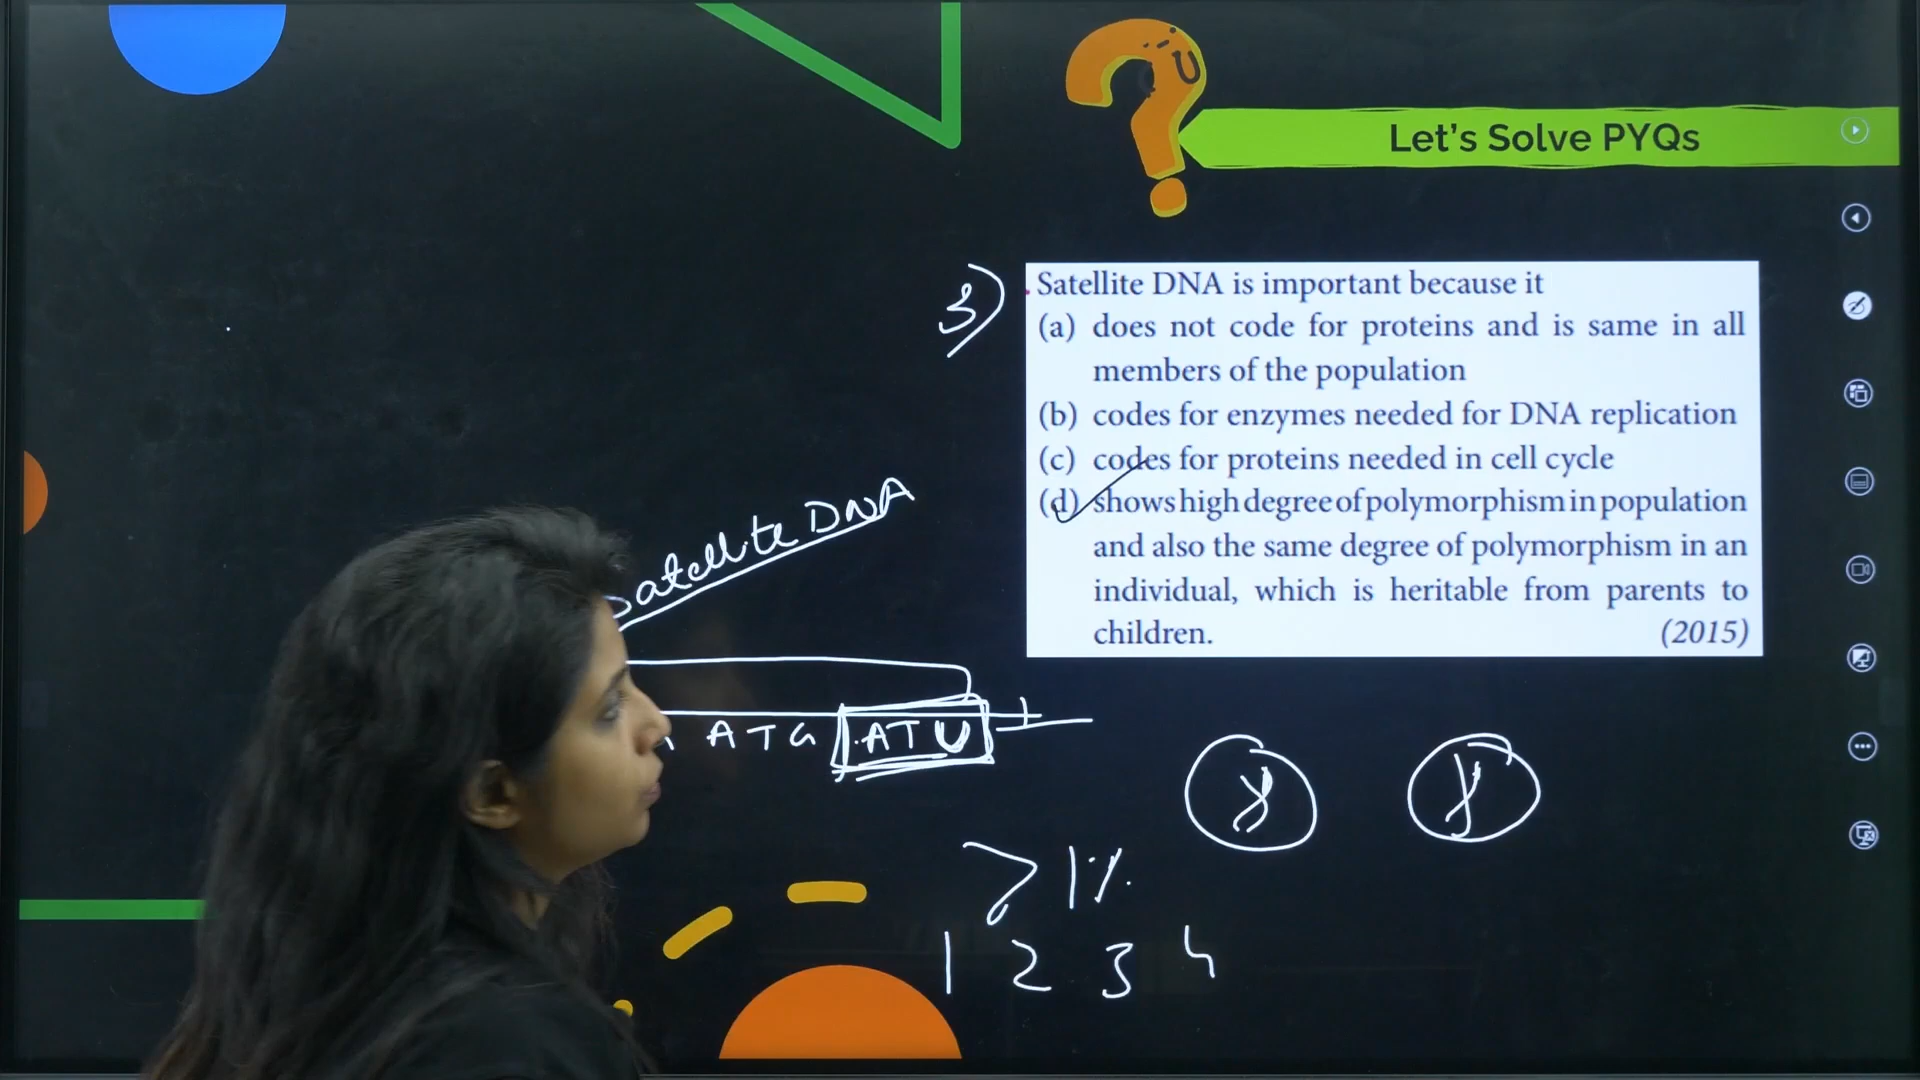 Let's Solve PYQs
3)
Satellite DNA is important because it
(a) does not code for proteins and is same in all
members of the population
(b) codes for enzymes needed for DNA replication
(c) codes for proteins needed in cell cycle
(d) shows high degree of polymorphism in population
and also the same degree of polymorphism in an
individual, which is heritable from parents to
children. (2015)
Satellite DNA
ATG ATU
>1%
1 2 3 4